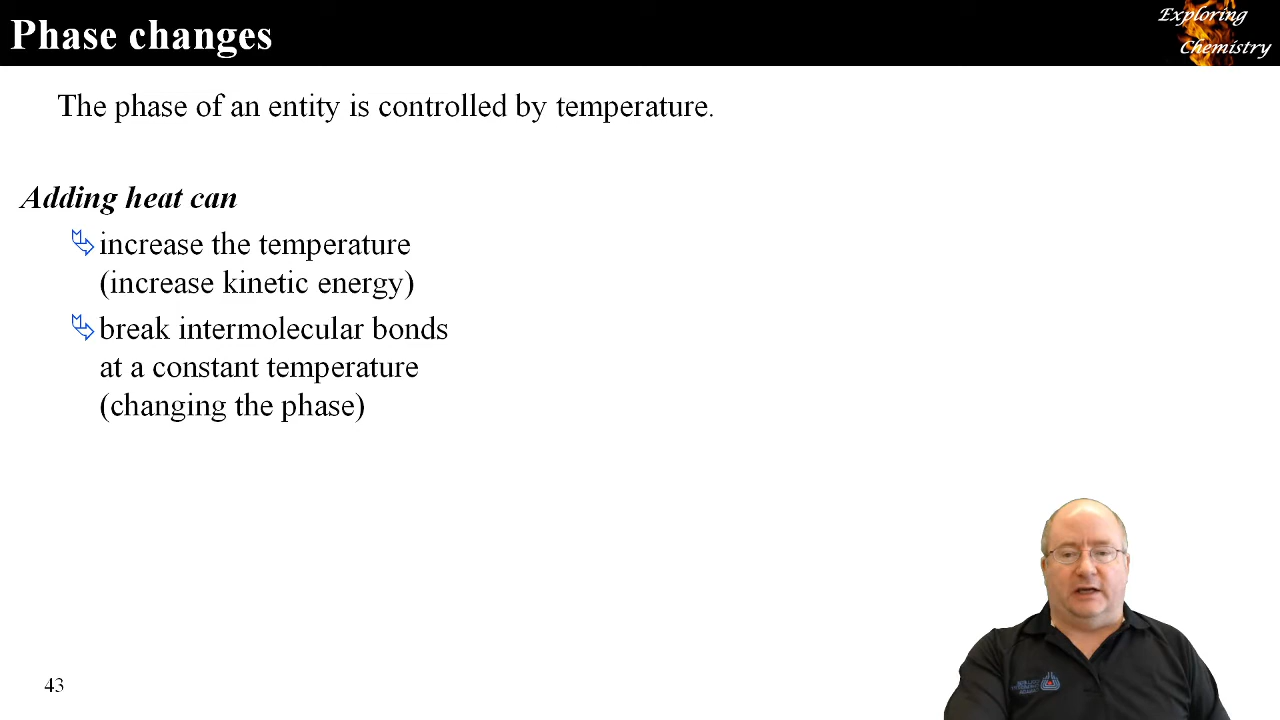 Phase changes
Exploring
Chemistry
The phase of an entity is controlled by temperature.
Adding heat can
increase the temperature
(increase kinetic energy)
break intermolecular bonds
at a constant temperature
(changing the phase)
43